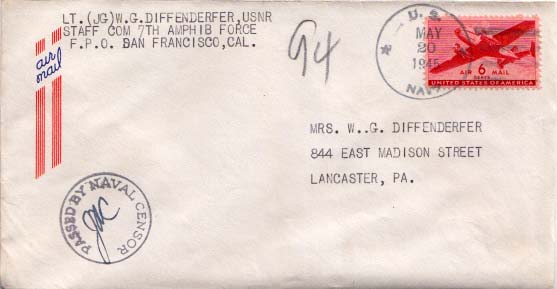 LT.(JG)W.G.DIFFENDERFER,USNR
STAFF COM 7TH AMPHIB FORCE
F.P.O. DAN FRANCISCO,CAL.
air
mail
94
U.S.
MAY
20
1945
NAVY
AIR 6 MAIL
CENTS
UNITED STATES OF AMERICA
MRS. W..G. DIFFENDERFER
844 EAST MADISON STREET
LANCASTER, PA.
PASSED BY NAVAL CENSOR